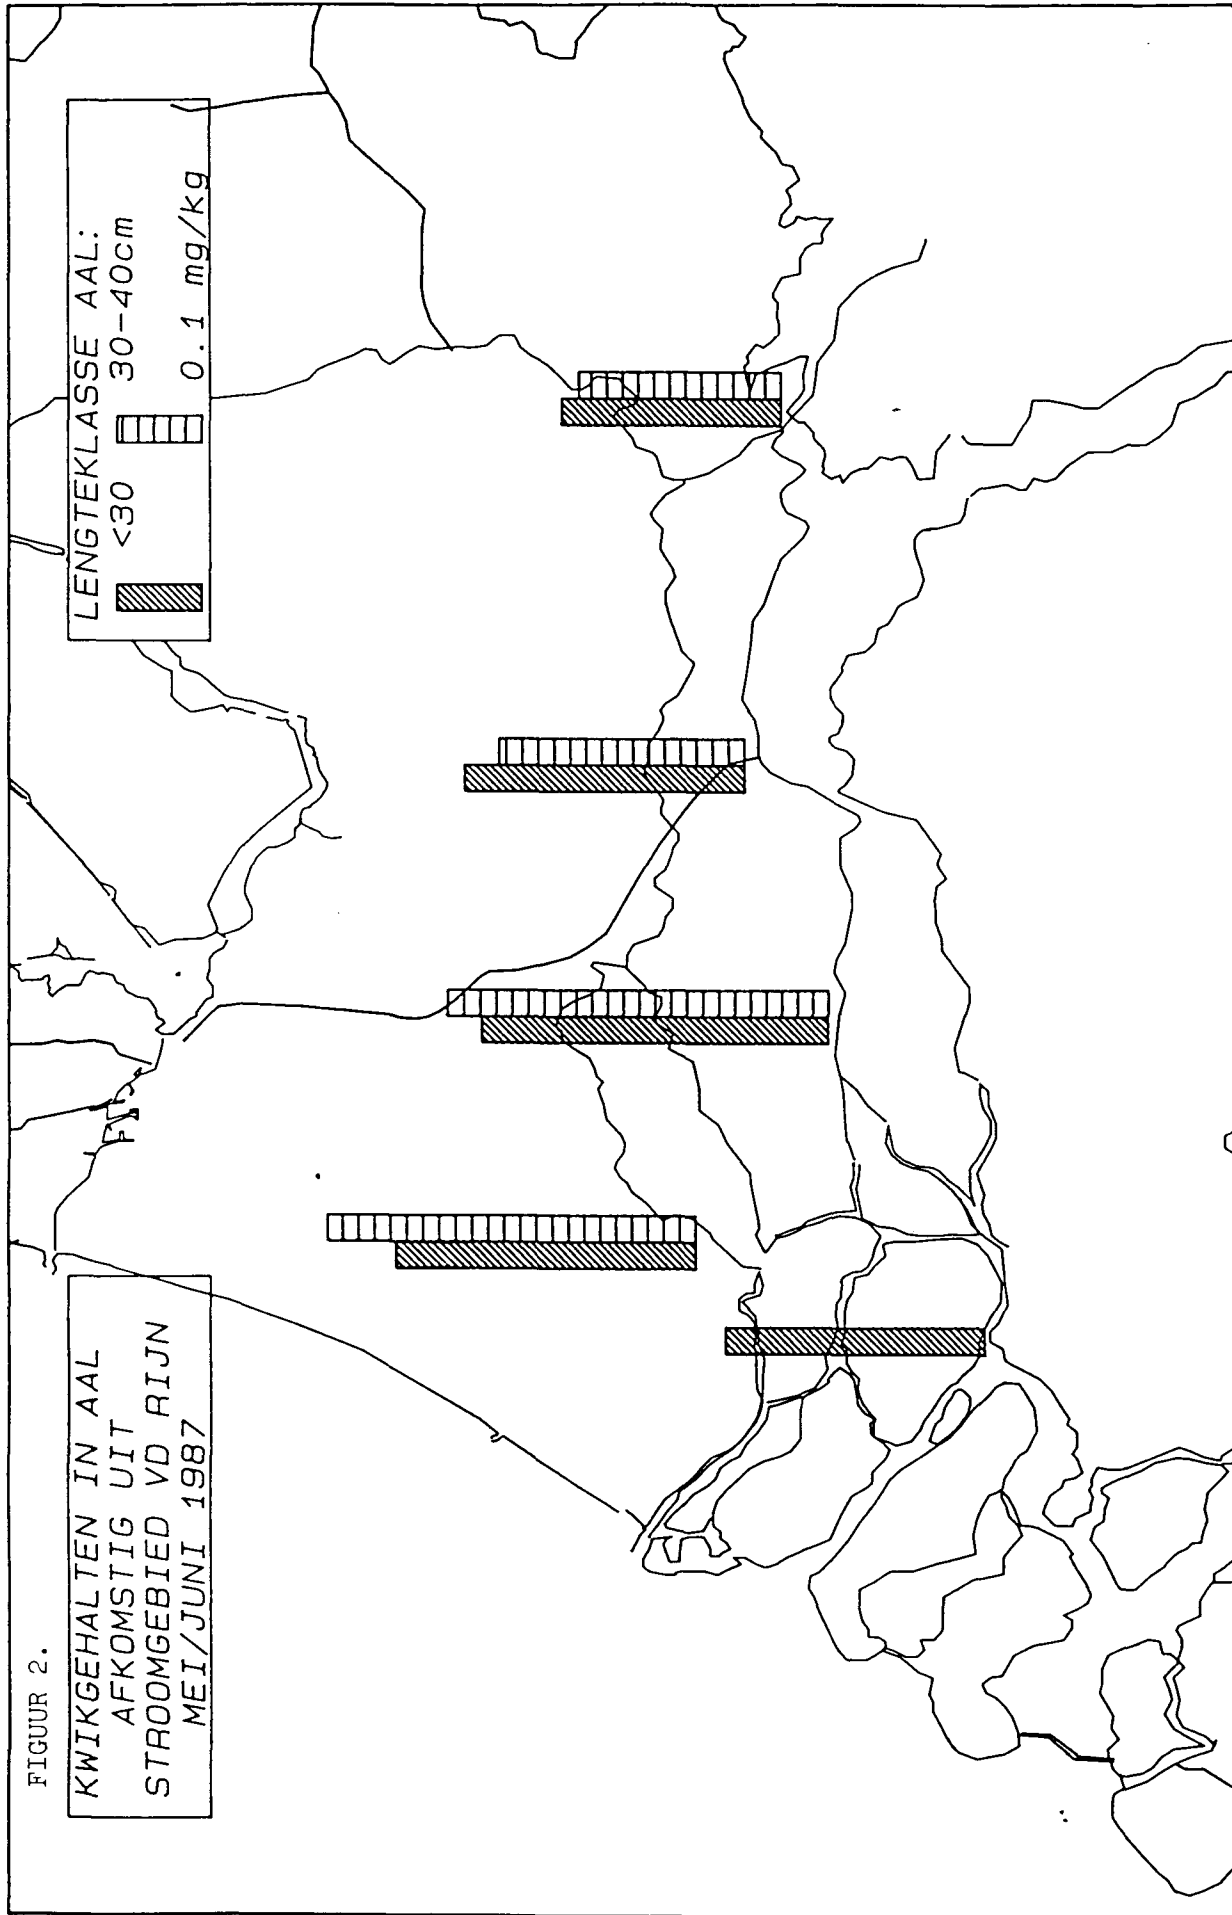 FIGUUR 2.
KWIKGEHALTEN IN AAL
AFKOMSTIG UIT
STROOMGEBIED VD RIJN
MEI/JUNI 1987
LENGTEKLASSE AAL:
<30 30-40cm
0.1 mg/kg